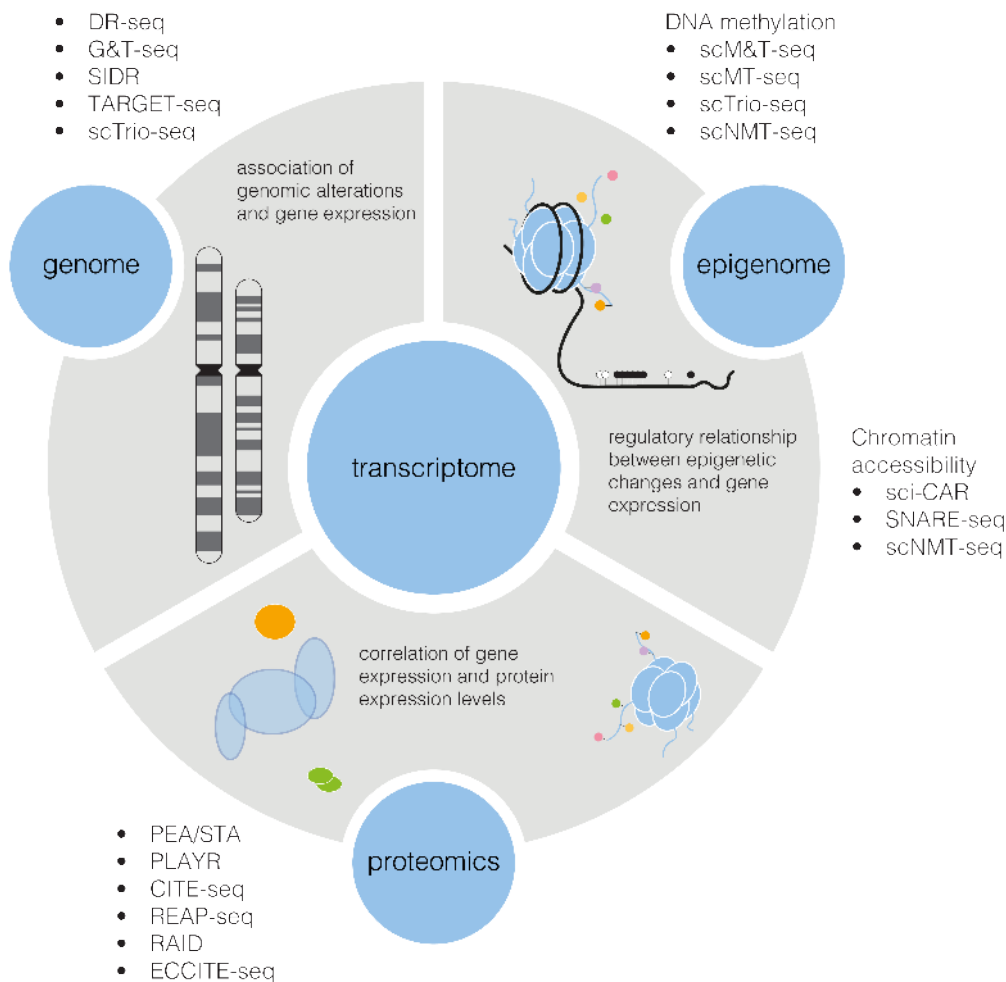 • DR-seq
• G&T-seq
• SIDR
• TARGET-seq
• scTrio-seq
DNA methylation
• scM&T-seq
• scMT-seq
• scTrio-seq
• scNMT-seq
association of
genomic alterations
and gene expression
genome
epigenome
transcriptome
regulatory relationship
between epigenetic
changes and gene
expression
Chromatin
accessibility
• sci-CAR
• SNARE-seq
• scNMT-seq
correlation of gene
expression and protein
expression levels
proteomics
• PEA/STA
• PLAYR
• CITE-seq
• REAP-seq
• RAID
• ECCITE-seq